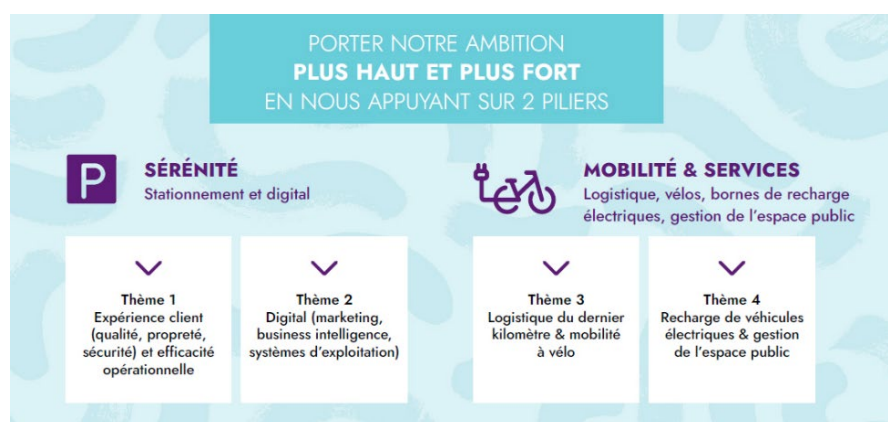 PORTER NOTRE AMBITION
PLUS HAUT ET PLUS FORT
EN NOUS APPUYANT SUR 2 PILIERS
P
SÉRÉNITÉ
Stationnement et digital
MOBILITÉ & SERVICES
Logistique, vélos, bornes de recharge
électriques, gestion de l'espace public
Thème 1
Expérience client
(qualité, propreté,
sécurité) et efficacité
opérationnelle
Thème 2
Digital (marketing,
business intelligence,
systèmes d'exploitation)
Thème 3
Logistique du dernier
kilomètre & mobilité
à vélo
Thème 4
Recharge de véhicules
électriques & gestion
de l'espace public